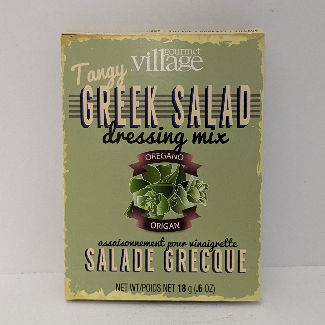 gourmet
village
Tangy
GREEK SALAD
dressing mix
OREGANO
ORIGAN
assaisonnement pour vinaigrette
SALADE GRECQUE
NET WT/POIDS NET 18 g (.6 OZ)